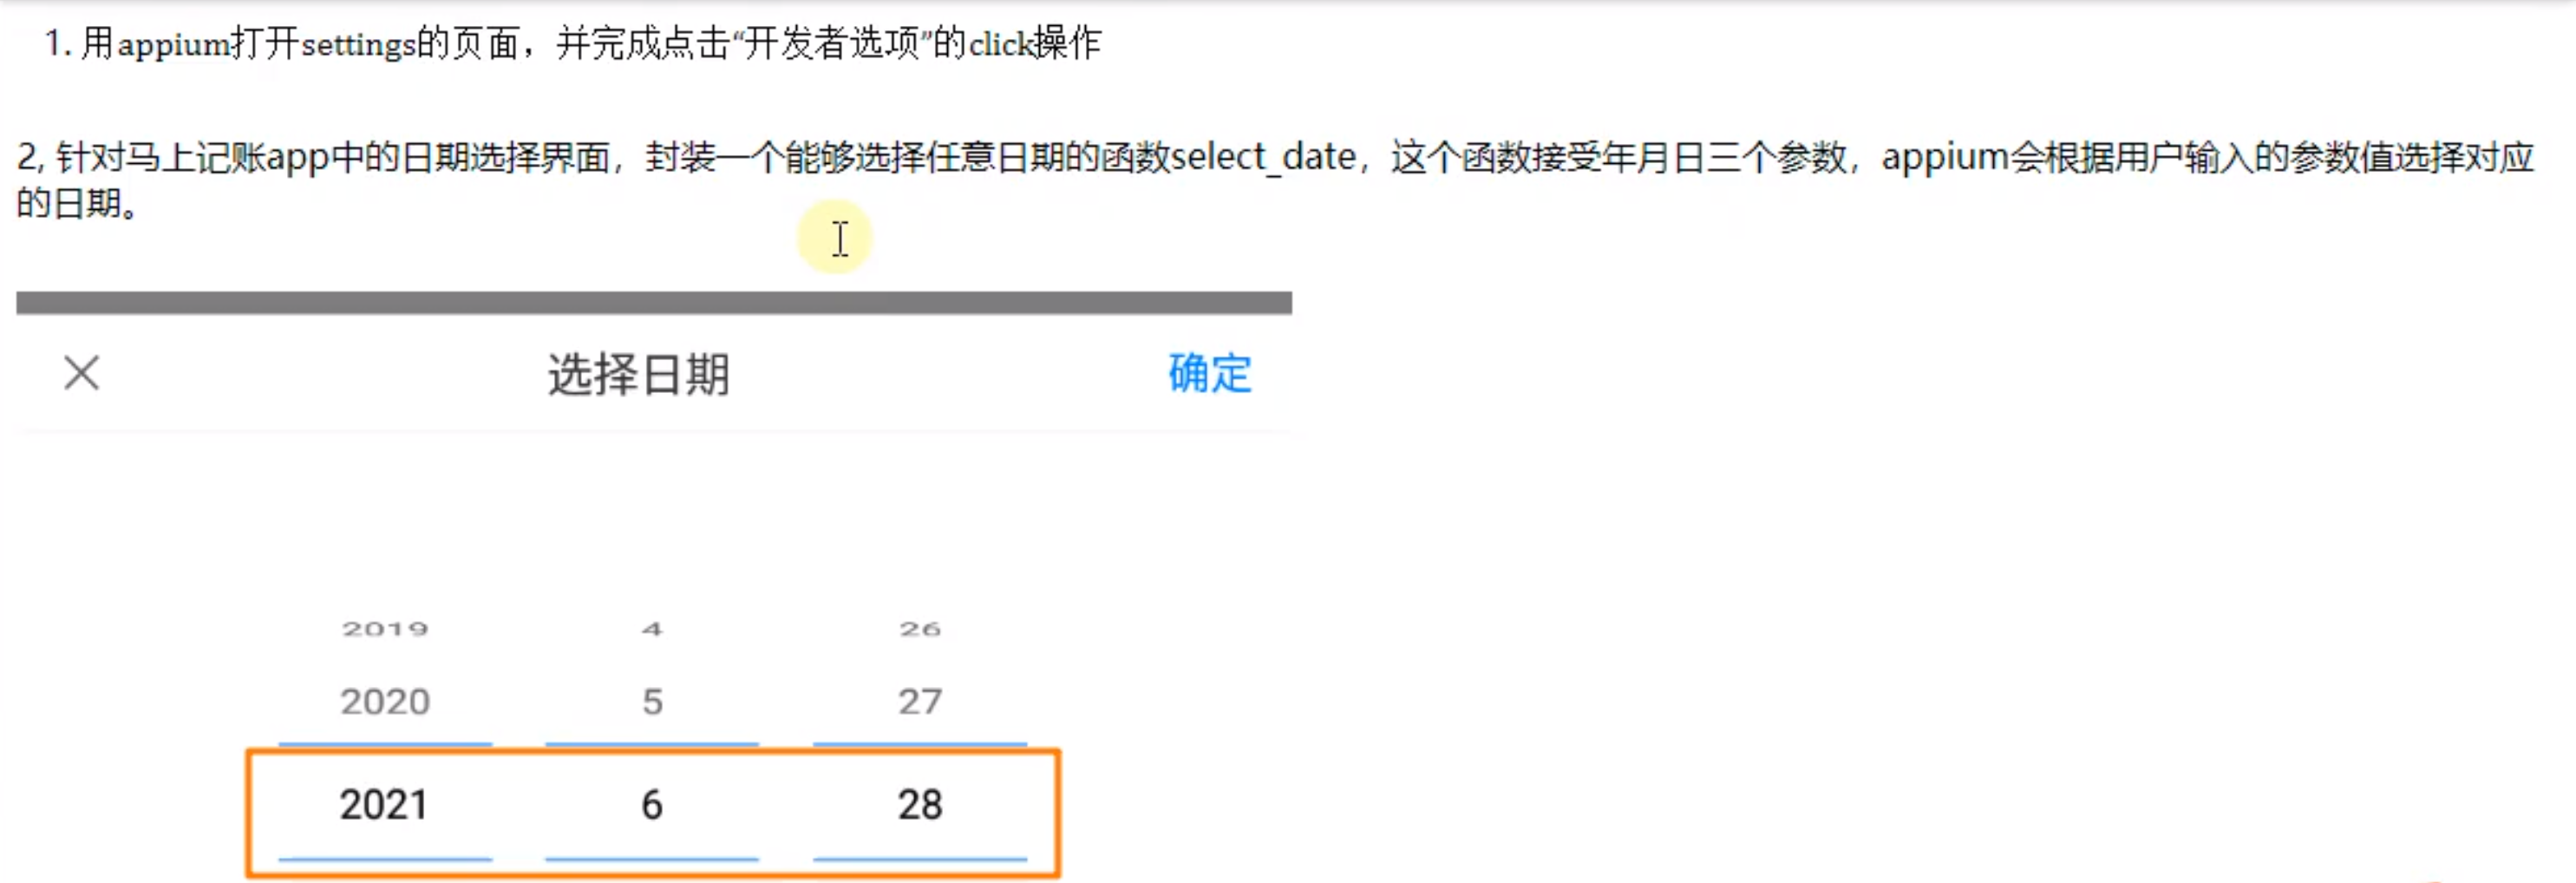 1. 用appium打开settings的页面，并完成点击“开发者选项”的click操作
2, 针对马上记账app中的日期选择界面，封装一个能够选择任意日期的函数select_date，这个函数接受年月日三个参数，appium会根据用户输入的参数值选择对应
的日期。
选择日期 确定
2019 4 26
2020 5 27
2021 6 28